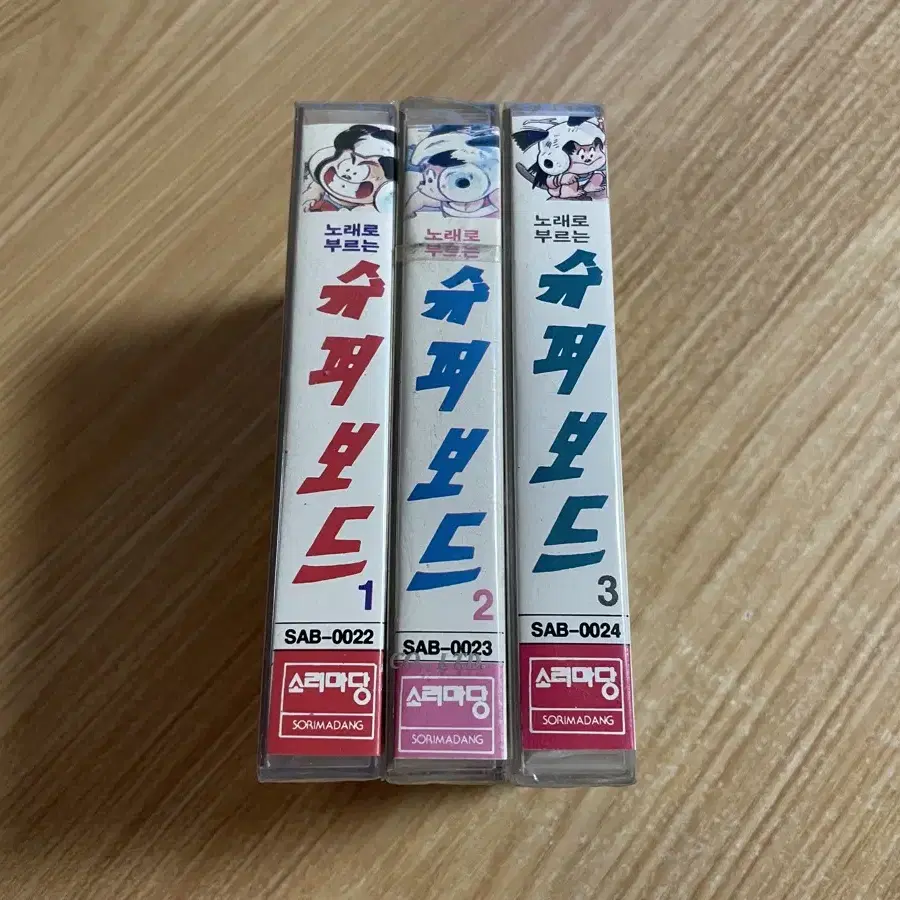 노래로
부르는
슈퍼보드
1
SAB-0022
소리마당
SORIMADANG
노래로
부르는
슈퍼보드
2
SAB-0023
소리마당
SORIMADANG
노래로
부르는
슈퍼보드
3
SAB-0024
소리마당
SORIMADANG